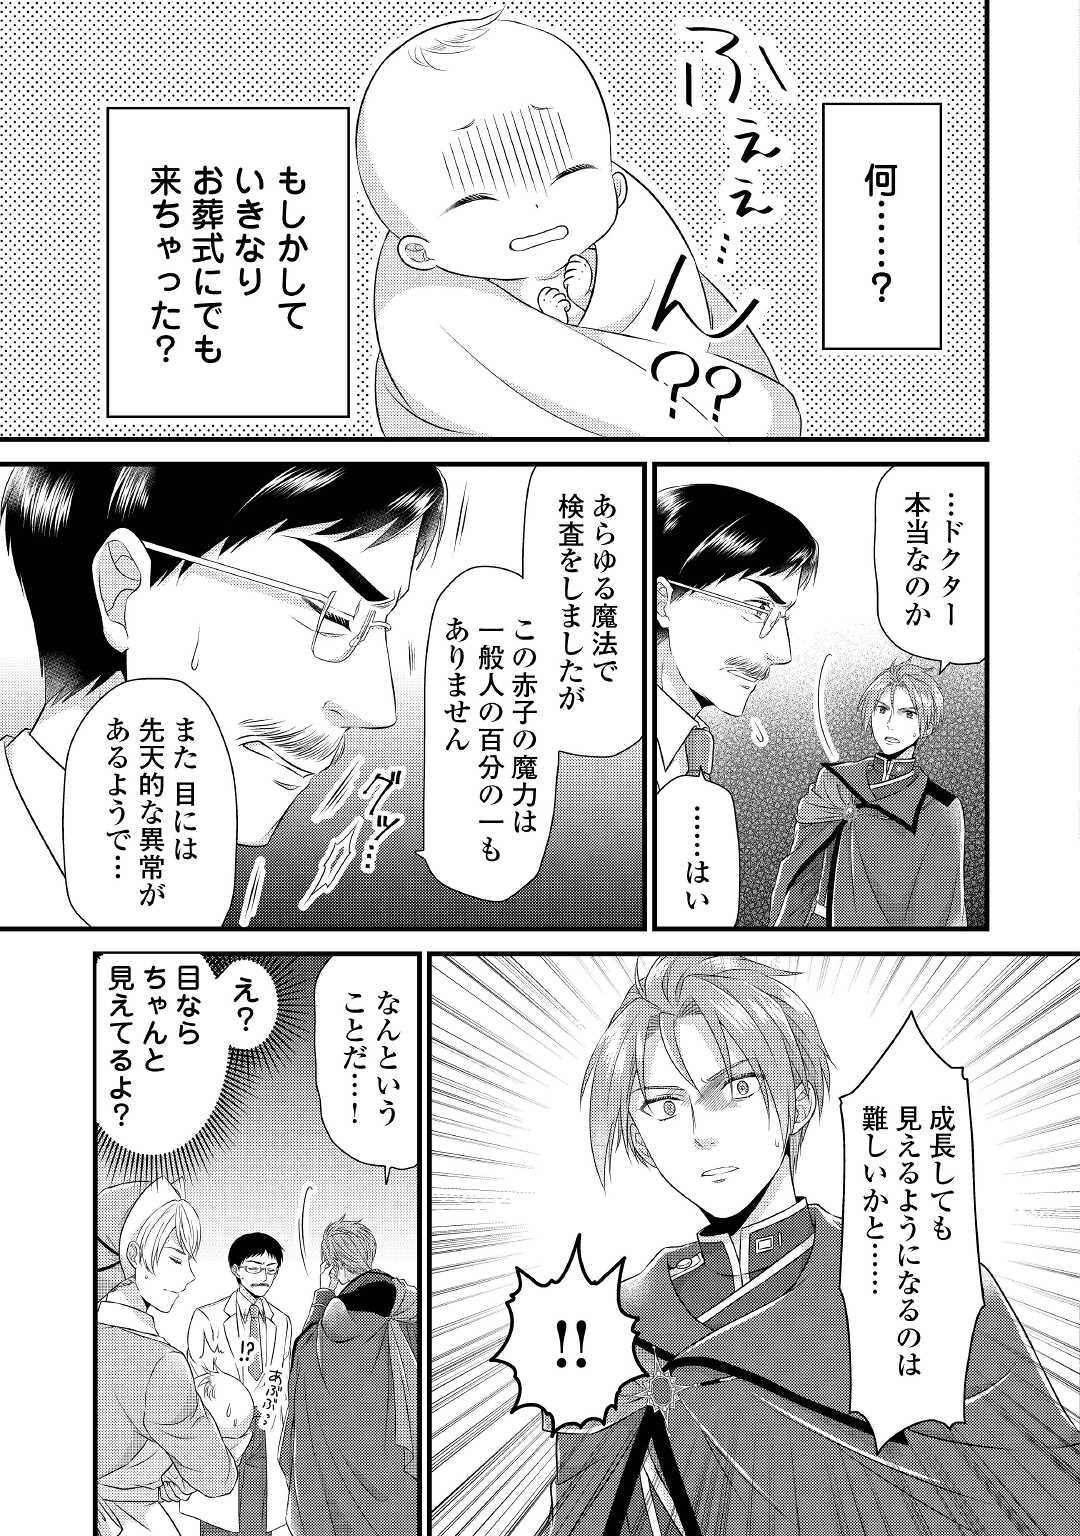 何……？
ふぇぇ…ん??
もしかして
いきなり
お葬式にでも
来ちゃった？
…ドクター
本当なのか
……はい
あらゆる魔法で
検査をしましたが
この赤子の魔力は
一般人の百分の一も
ありません
グッ…
また 目には
先天的な異常が
あるようで…
成長しても
見えるようになるのは
難しいかと……
!!
なんという
ことだ…！
え？
目なら
ちゃんと
見えてるよ？
!?
あぶぶっ